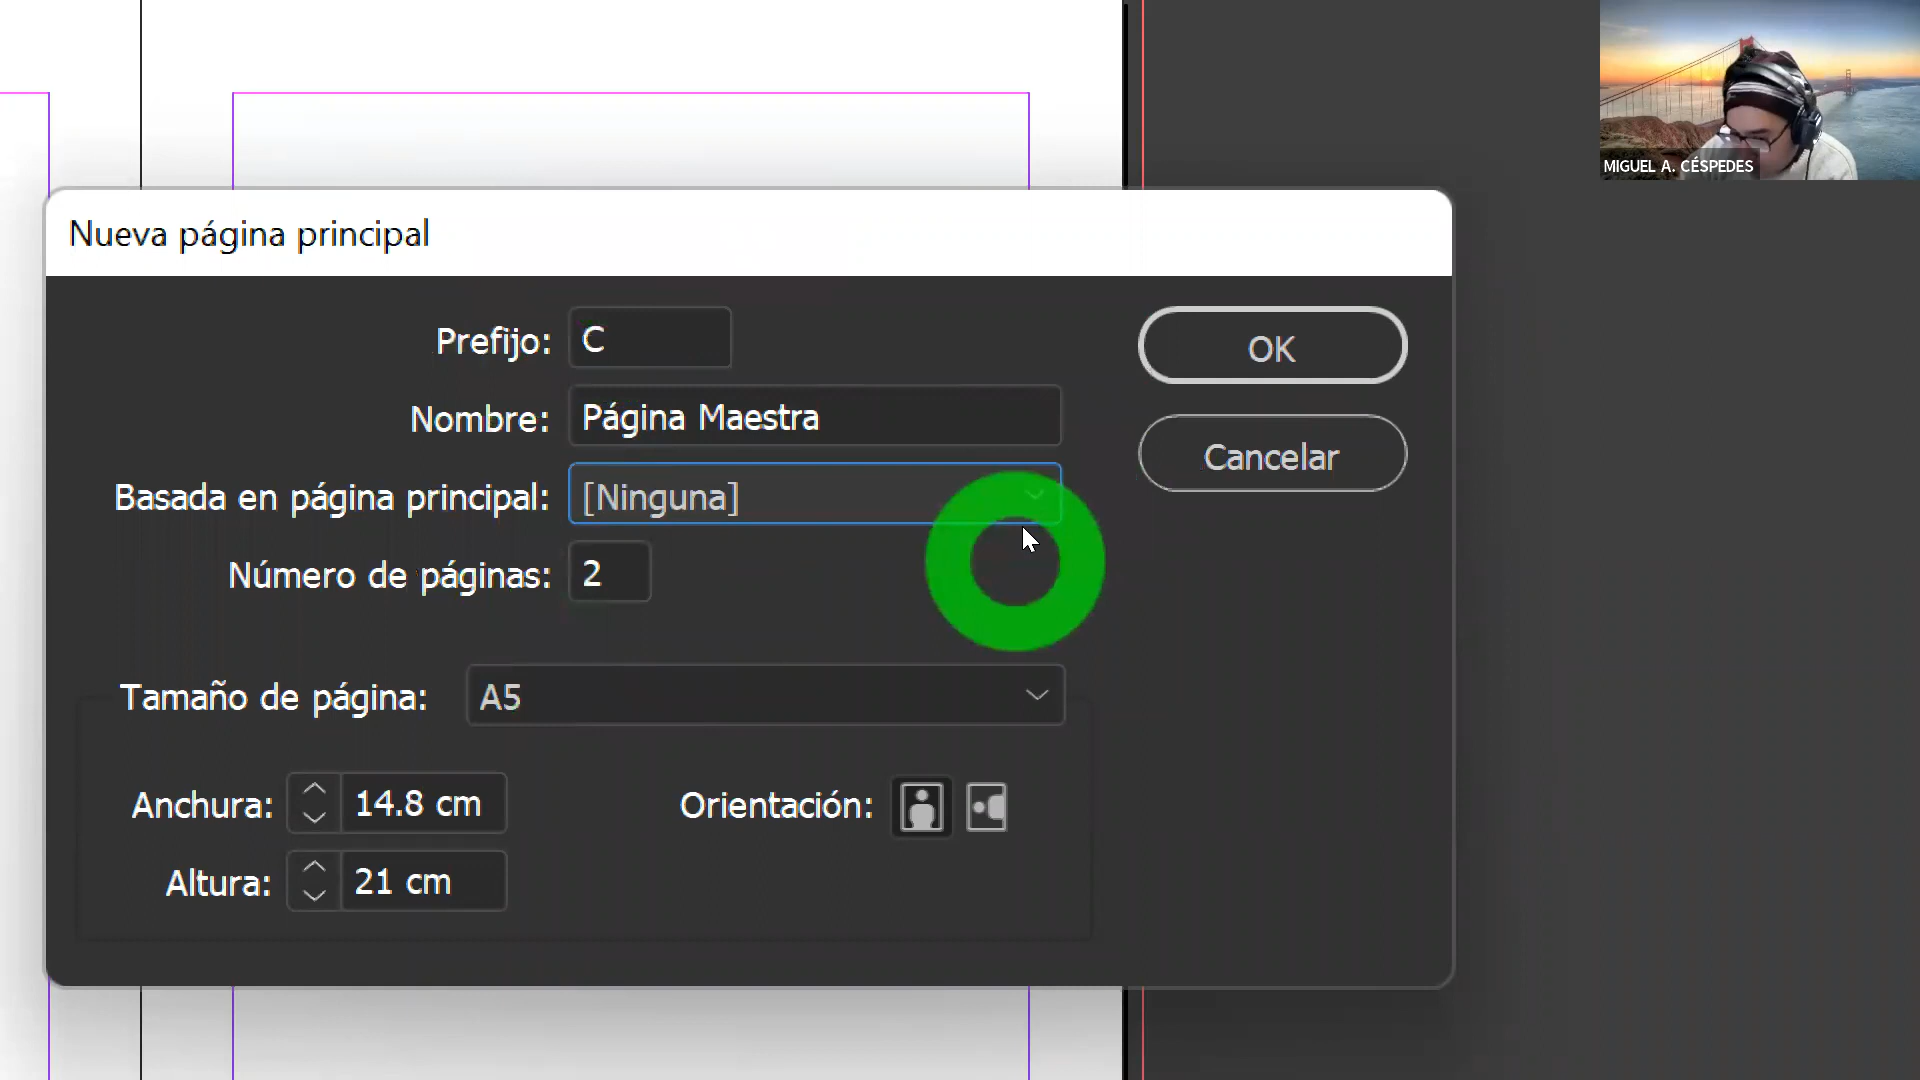 MIGUEL A. CÉSPEDES
Nueva página principal
Prefijo: C
OK
Nombre: Página Maestra
Cancelar
Basada en página principal: [Ninguna]
Número de páginas: 2
Tamaño de página: A5
Anchura: 14.8 cm
Orientación:
Altura: 21 cm